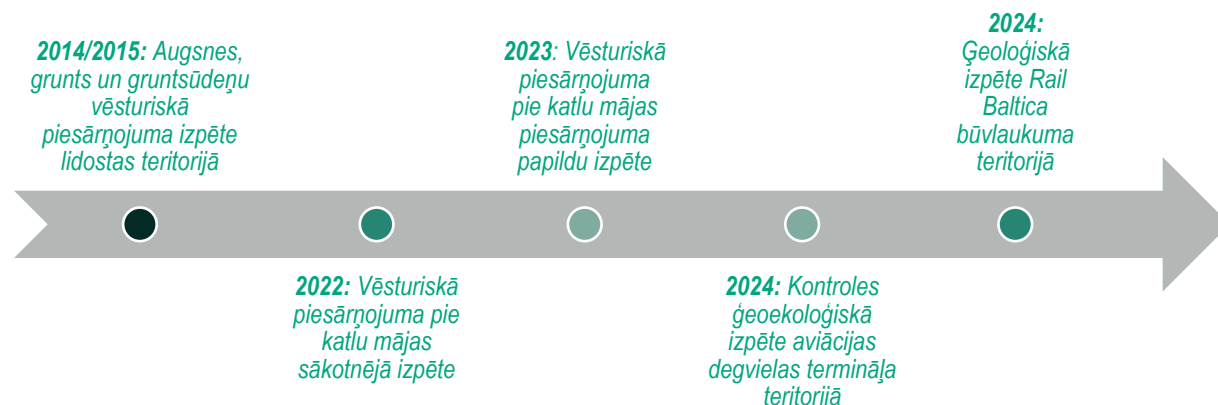 2014/2015: Augsnes,
grunts un gruntsūdeņu
vēsturiskā
piesārņojuma izpēte
lidostas teritorijā
2022: Vēsturiskā
piesārņojuma pie
katlu mājas
sākotnējā izpēte
2023: Vēsturiskā
piesārņojuma
pie katlu mājas
piesārņojuma
papildu izpēte
2024: Kontroles
ģeoekoloģiskā
izpēte aviācijas
degvielas termināļa
teritorijā
2024:
Ģeoloģiskā
izpēte Rail
Baltica
būvlaukuma
teritorijā